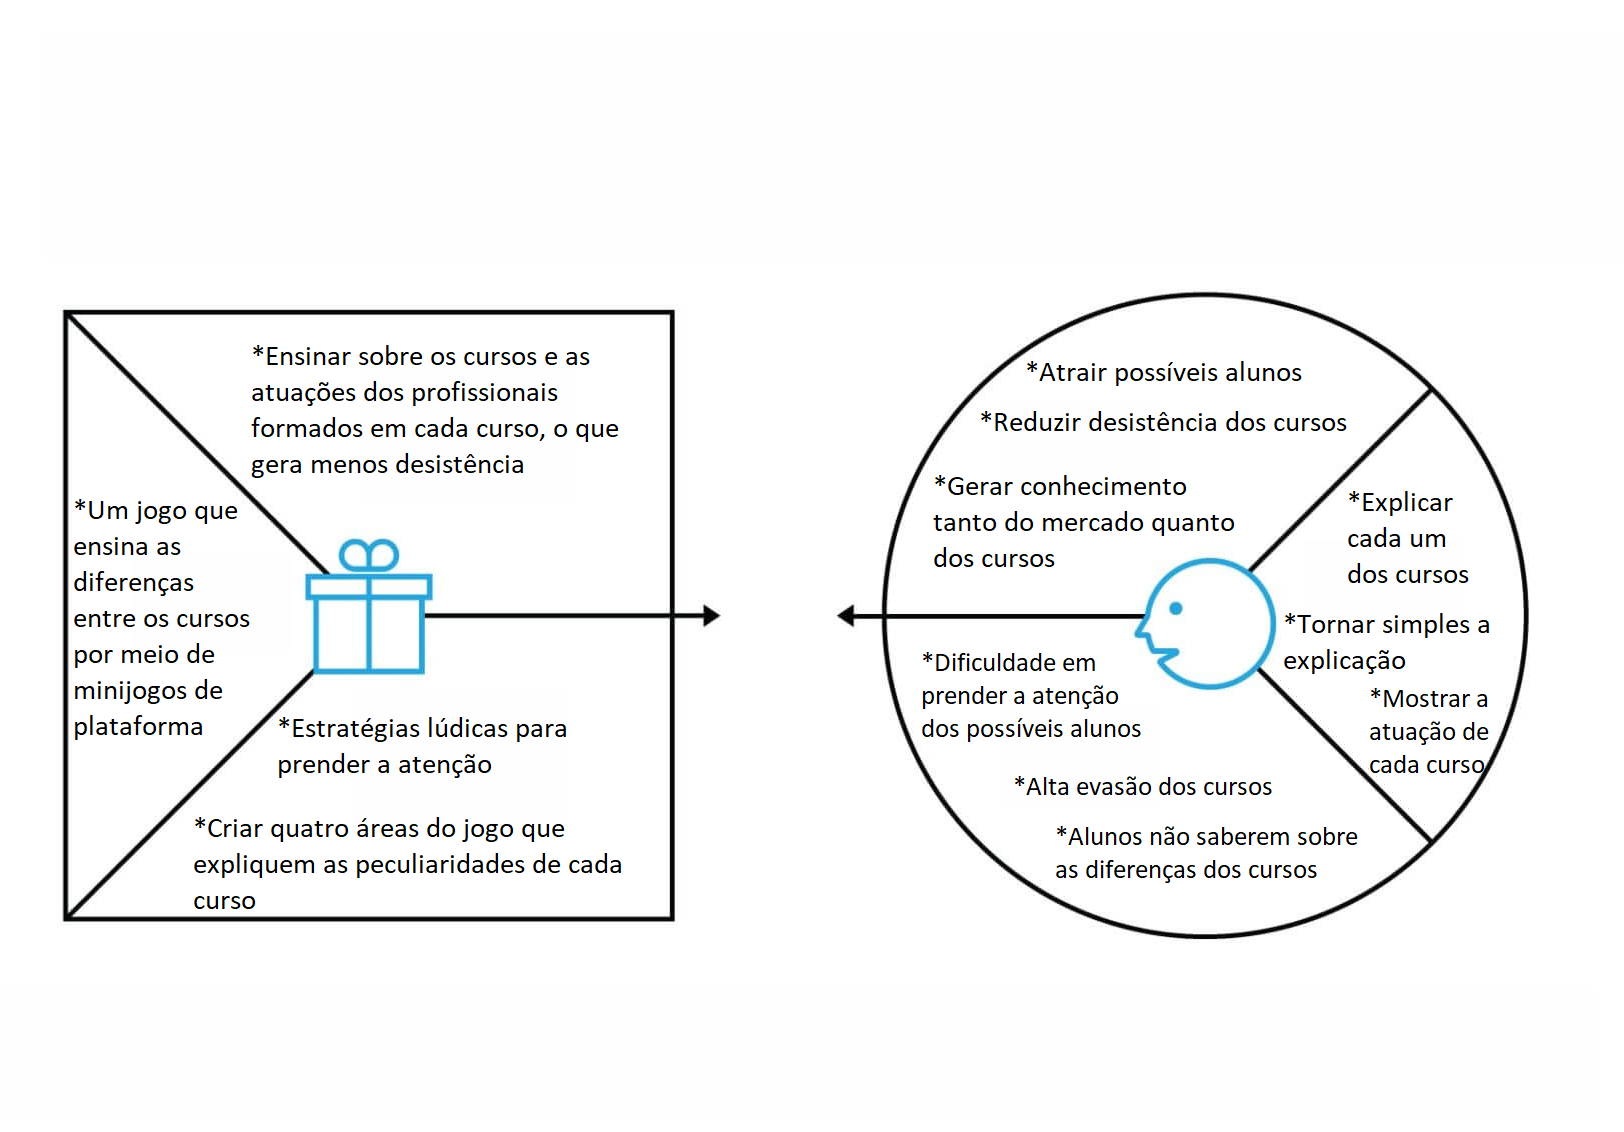 *Ensinar sobre os cursos e as
atuações dos profissionais
formados em cada curso, o que
gera menos desistência
*Um jogo que
ensina as
diferenças
entre os cursos
por meio de
minijogos de
plataforma
*Estratégias lúdicas para
prender a atenção
*Criar quatro áreas do jogo que
expliquem as peculiaridades de cada
curso
*Atrair possíveis alunos
*Reduzir desistência dos cursos
*Gerar conhecimento
tanto do mercado quanto
dos cursos
*Explicar
cada um
dos cursos
*Tornar simples a
explicação
*Mostrar a
atuação de
cada curso
*Dificuldade em
prender a atenção
dos possíveis alunos
*Alta evasão dos cursos
*Alunos não saberem sobre
as diferenças dos cursos